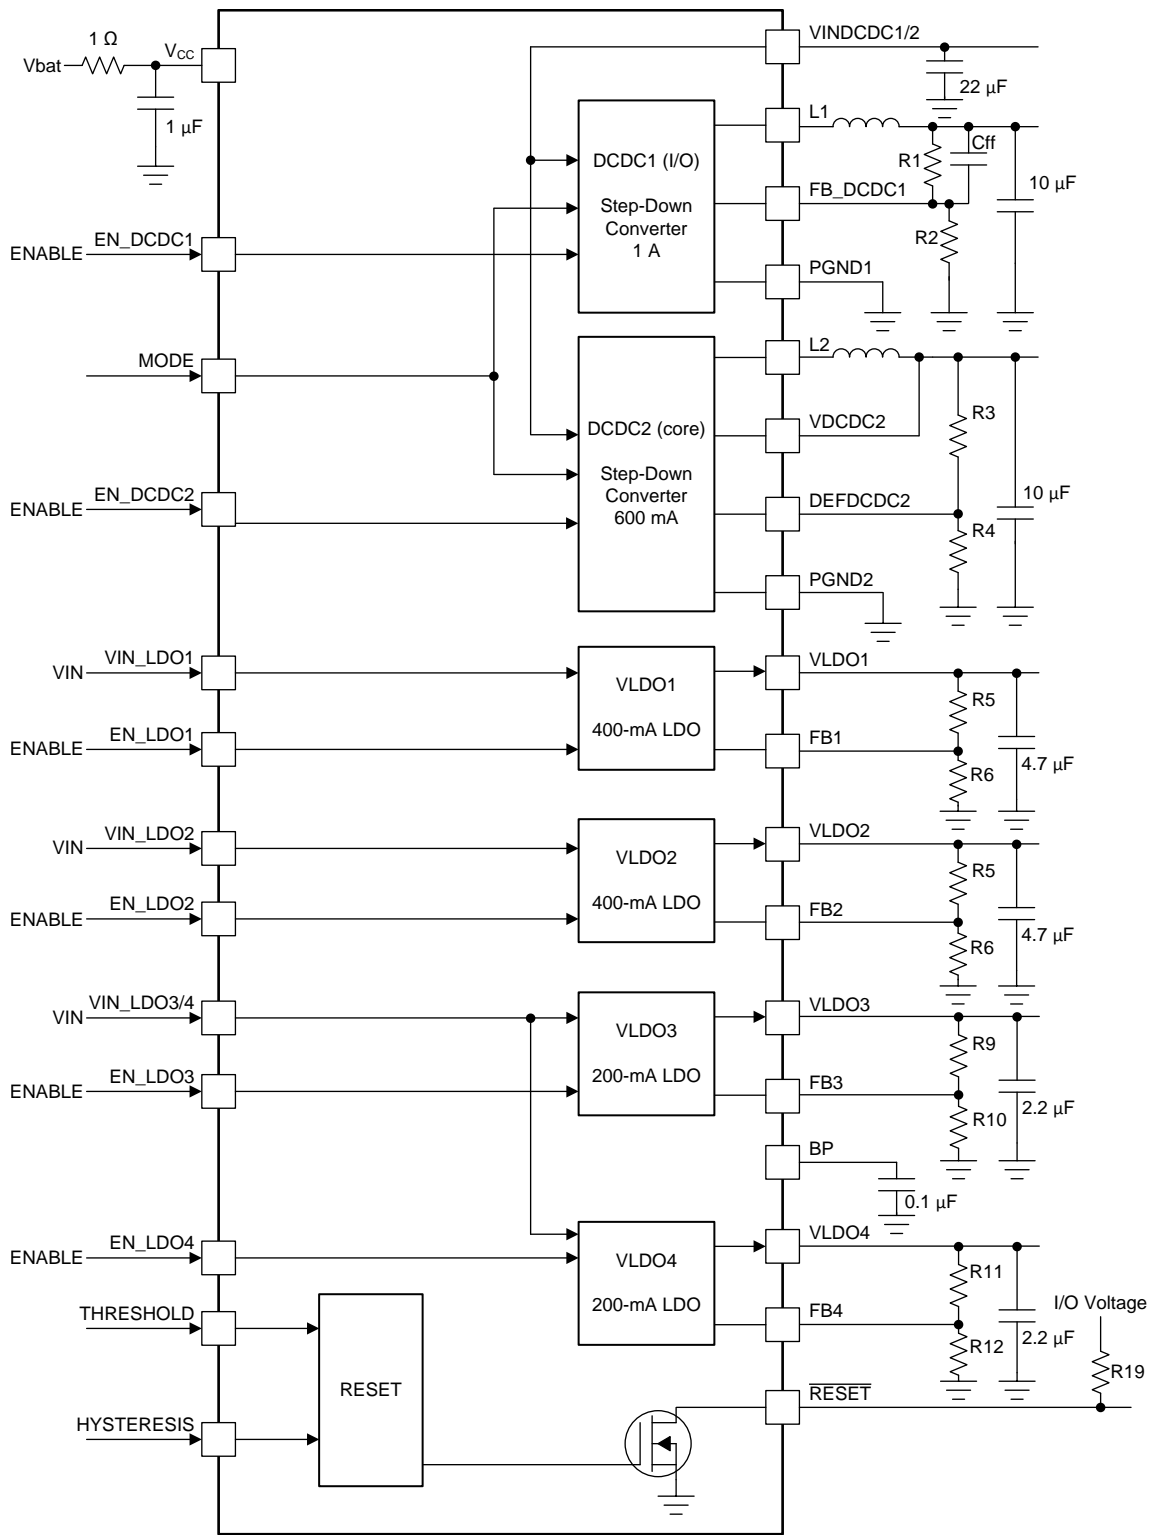 1 Ω
Vbat
VCC
1 µF
VINDCDC1/2
22 µF
L1
Cff
R1
10 µF
DCDC1 (I/O)
Step-Down
Converter
1 A
FB_DCDC1
R2
ENABLE
EN_DCDC1
PGND1
MODE
L2
R3
VDCDC2
DCDC2 (core)
Step-Down
Converter
600 mA
ENABLE
EN_DCDC2
DEFDCDC2
10 µF
R4
PGND2
VIN
VIN_LDO1
VLDO1
400-mA LDO
VLDO1
R5
ENABLE
EN_LDO1
FB1
R6
4.7 µF
VIN
VIN_LDO2
VLDO2
400-mA LDO
VLDO2
R5
ENABLE
EN_LDO2
FB2
R6
4.7 µF
VIN
VIN_LDO3/4
VLDO3
200-mA LDO
VLDO3
R9
ENABLE
EN_LDO3
FB3
R10
2.2 µF
BP
0.1 µF
ENABLE
EN_LDO4
VLDO4
200-mA LDO
VLDO4
R11
FB4
R12
2.2 µF
I/O Voltage
R19
THRESHOLD
RESET
HYSTERESIS
RESET